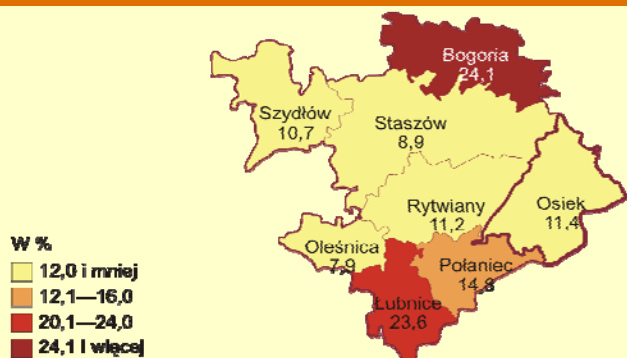 Bogoria
24,1
Szydłów
10,7
Staszów
8,9
Rytwiany
11,2
Osiek
11,4
Oleśnica
7,9
Połaniec
14,8
Łubnice
23,6
W %
12,0 i mniej
12,1—16,0
20,1—24,0
24,1 i więcej